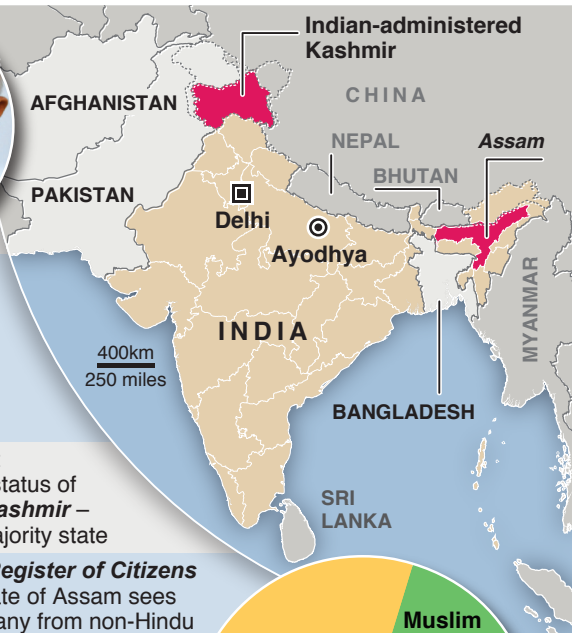 Indian-administered
Kashmir
AFGHANISTAN
CHINA
NEPAL
Assam
BHUTAN
PAKISTAN
Delhi
Ayodhya
MYANMAR
INDIA
400km
250 miles
BANGLADESH
SRI
LANKA
status of
ashmir –
ajority state
egister of Citizens
te of Assam sees
any from non-Hindu
Muslim